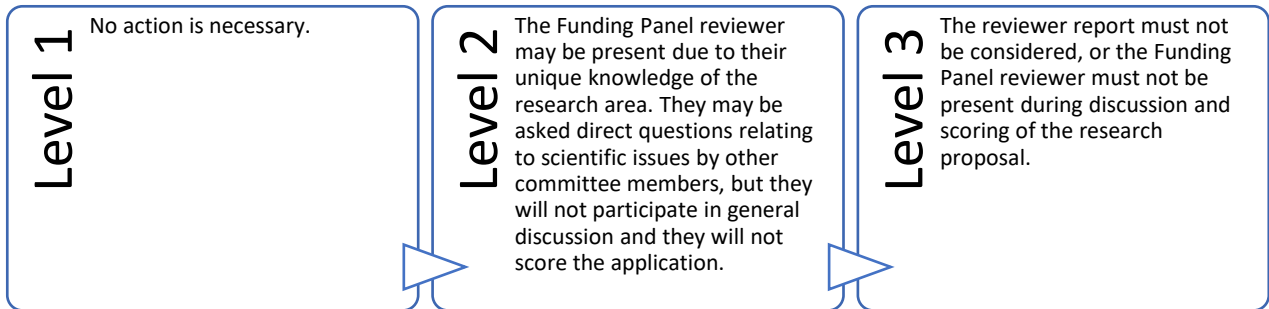 Level 1
No action is necessary.
Level 2
The Funding Panel reviewer
may be present due to their
unique knowledge of the
research area. They may be
asked direct questions relating
to scientific issues by other
committee members, but they
will not participate in general
discussion and they will not
score the application.
Level 3
The reviewer report must not
be considered, or the Funding
Panel reviewer must not be
present during discussion and
scoring of the research
proposal.